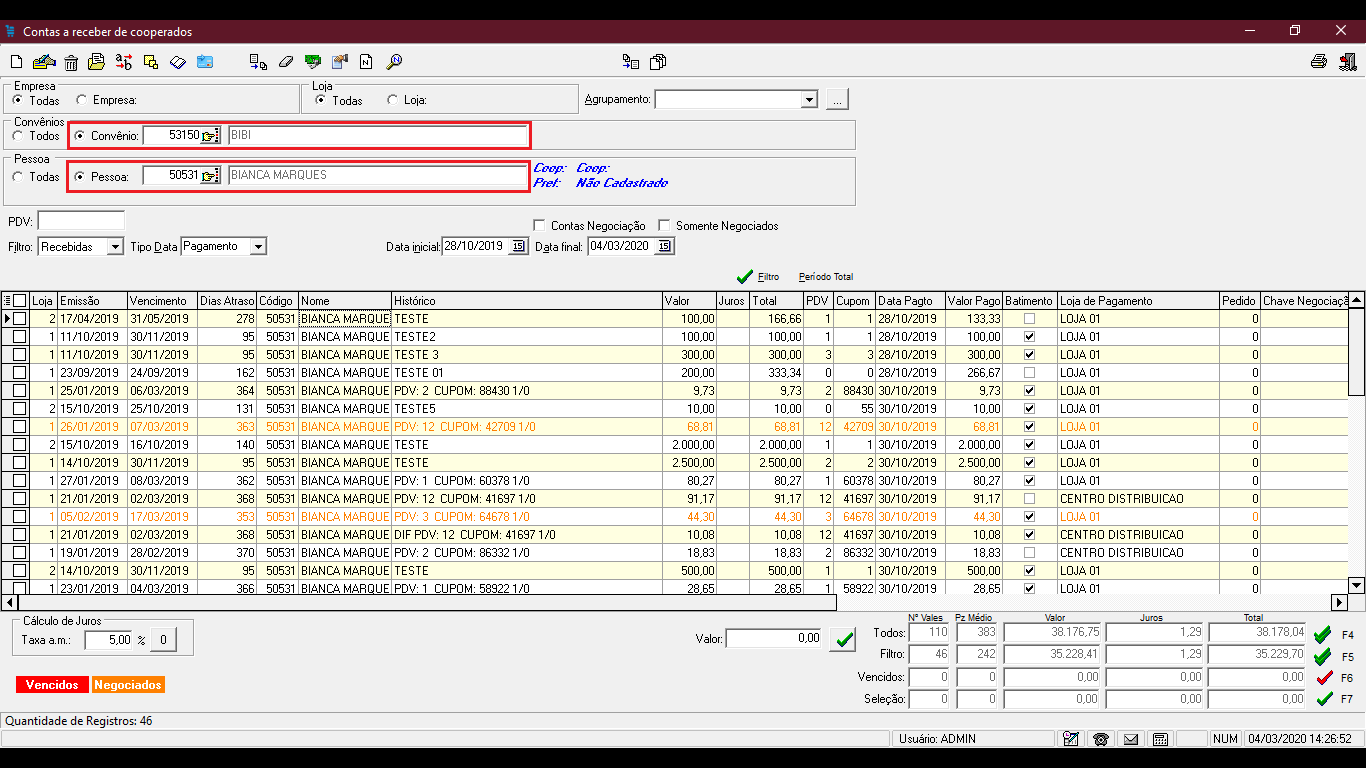 Contas a receber de cooperados
Empresa
Todas Empresa:
Loja
Todas Loja:
Agrupamento: ...
Convênios
Todos Convênio: 53150 BIBI
Pessoa
Todas Pessoa: 50531 BIANCA MARQUES
Coop: Coop:
Pref: Não Cadastrado
PDV:
Contas Negociação Somente Negociados
Filtro: Recebidas Tipo Data Pagamento Data inicial: 28/10/2019 15 Data final: 04/03/2020 15
Filtro Período Total
Loja Emissão Vencimento Dias Atraso Código Nome Histórico Valor Juros Total PDV Cupom Data Pagto Valor Pago Batimento Loja de Pagamento Pedido Chave Negociaçã
2 17/04/2019 31/05/2019 278 50531 BIANCA MARQUE TESTE 100,00 166,66 1 1 28/10/2019 133,33 LOJA 01 0
1 11/10/2019 30/11/2019 95 50531 BIANCA MARQUE TESTE2 100,00 100,00 1 1 28/10/2019 100,00 LOJA 01 0
1 11/10/2019 30/11/2019 95 50531 BIANCA MARQUE TESTE 3 300,00 300,00 3 3 28/10/2019 300,00 LOJA 01 0
1 23/09/2019 24/09/2019 162 50531 BIANCA MARQUE TESTE 01 200,00 333,34 0 0 28/10/2019 266,67 LOJA 01 0
1 25/01/2019 06/03/2019 364 50531 BIANCA MARQUE PDV: 2 CUPOM: 88430 1/0 9,73 9,73 2 88430 30/10/2019 9,73 LOJA 01 0
2 15/10/2019 25/10/2019 131 50531 BIANCA MARQUE TESTE5 10,00 10,00 0 55 30/10/2019 10,00 LOJA 01 0
1 26/01/2019 07/03/2019 363 50531 BIANCA MARQUE PDV: 12 CUPOM: 42709 1/0 68,81 68,81 12 42709 30/10/2019 68,81 LOJA 01 0
2 15/10/2019 16/10/2019 140 50531 BIANCA MARQUE TESTE 2.000,00 2.000,00 1 1 30/10/2019 2.000,00 LOJA 01 0
1 14/10/2019 30/11/2019 95 50531 BIANCA MARQUE TESTE 2.500,00 2.500,00 2 2 30/10/2019 2.500,00 LOJA 01 0
1 27/01/2019 08/03/2019 362 50531 BIANCA MARQUE PDV: 1 CUPOM: 60378 1/0 80,27 80,27 1 60378 30/10/2019 80,27 LOJA 01 0
1 21/01/2019 02/03/2019 368 50531 BIANCA MARQUE PDV: 12 CUPOM: 41697 1/0 91,17 91,17 12 41697 30/10/2019 91,17 CENTRO DISTRIBUICAO 0
1 05/02/2019 17/03/2019 353 50531 BIANCA MARQUE PDV: 3 CUPOM: 64678 1/0 44,30 44,30 3 64678 30/10/2019 44,30 LOJA 01 0
1 21/01/2019 02/03/2019 368 50531 BIANCA MARQUE DIF PDV: 12 CUPOM: 41697 1/0 10,08 10,08 12 41697 30/10/2019 10,08 CENTRO DISTRIBUICAO 0
1 19/01/2019 28/02/2019 370 50531 BIANCA MARQUE PDV: 2 CUPOM: 86332 1/0 18,83 18,83 2 86332 30/10/2019 18,83 CENTRO DISTRIBUICAO 0
2 14/10/2019 30/11/2019 95 50531 BIANCA MARQUE TESTE 500,00 500,00 1 1 30/10/2019 500,00 LOJA 01 0
1 23/01/2019 04/03/2019 366 50531 BIANCA MARQUE PDV: 1 CUPOM: 58922 1/0 28,65 28,65 1 58922 30/10/2019 28,65 LOJA 01 0
Cálculo de Juros
Taxa a.m.: 5,00 % 0
Valor: 0,00
Nº Vales Pz Médio Valor Juros Total
Todos: 110 383 38.176,75 1,29 38.178,04 F4
Filtro: 46 242 35.228,41 1,29 35.229,70 F5
Vencidos: 0 0 0,00 0,00 0,00 F6
Seleção: 0 0 0,00 0,00 0,00 F7
Vencidos Negociados
Quantidade de Registros: 46
Usuário: ADMIN NUM 04/03/2020 14:26:52